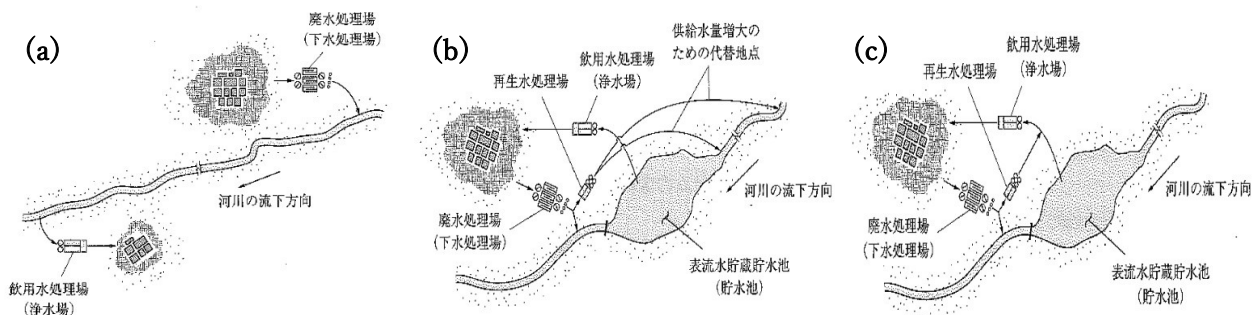 (a)
廃水処理場
(下水処理場)
河川の流下方向
飲用水処理場
(浄水場)
(b)
供給水量増大の
ための代替地点
飲用水処理場
(浄水場)
再生水処理場
河川の流下方向
廃水処理場
(下水処理場)
表流水貯蔵貯水池
(貯水池)
(c)
飲用水処理場
(浄水場)
再生水処理場
河川の流下方向
廃水処理場
(下水処理場)
表流水貯蔵貯水池
(貯水池)